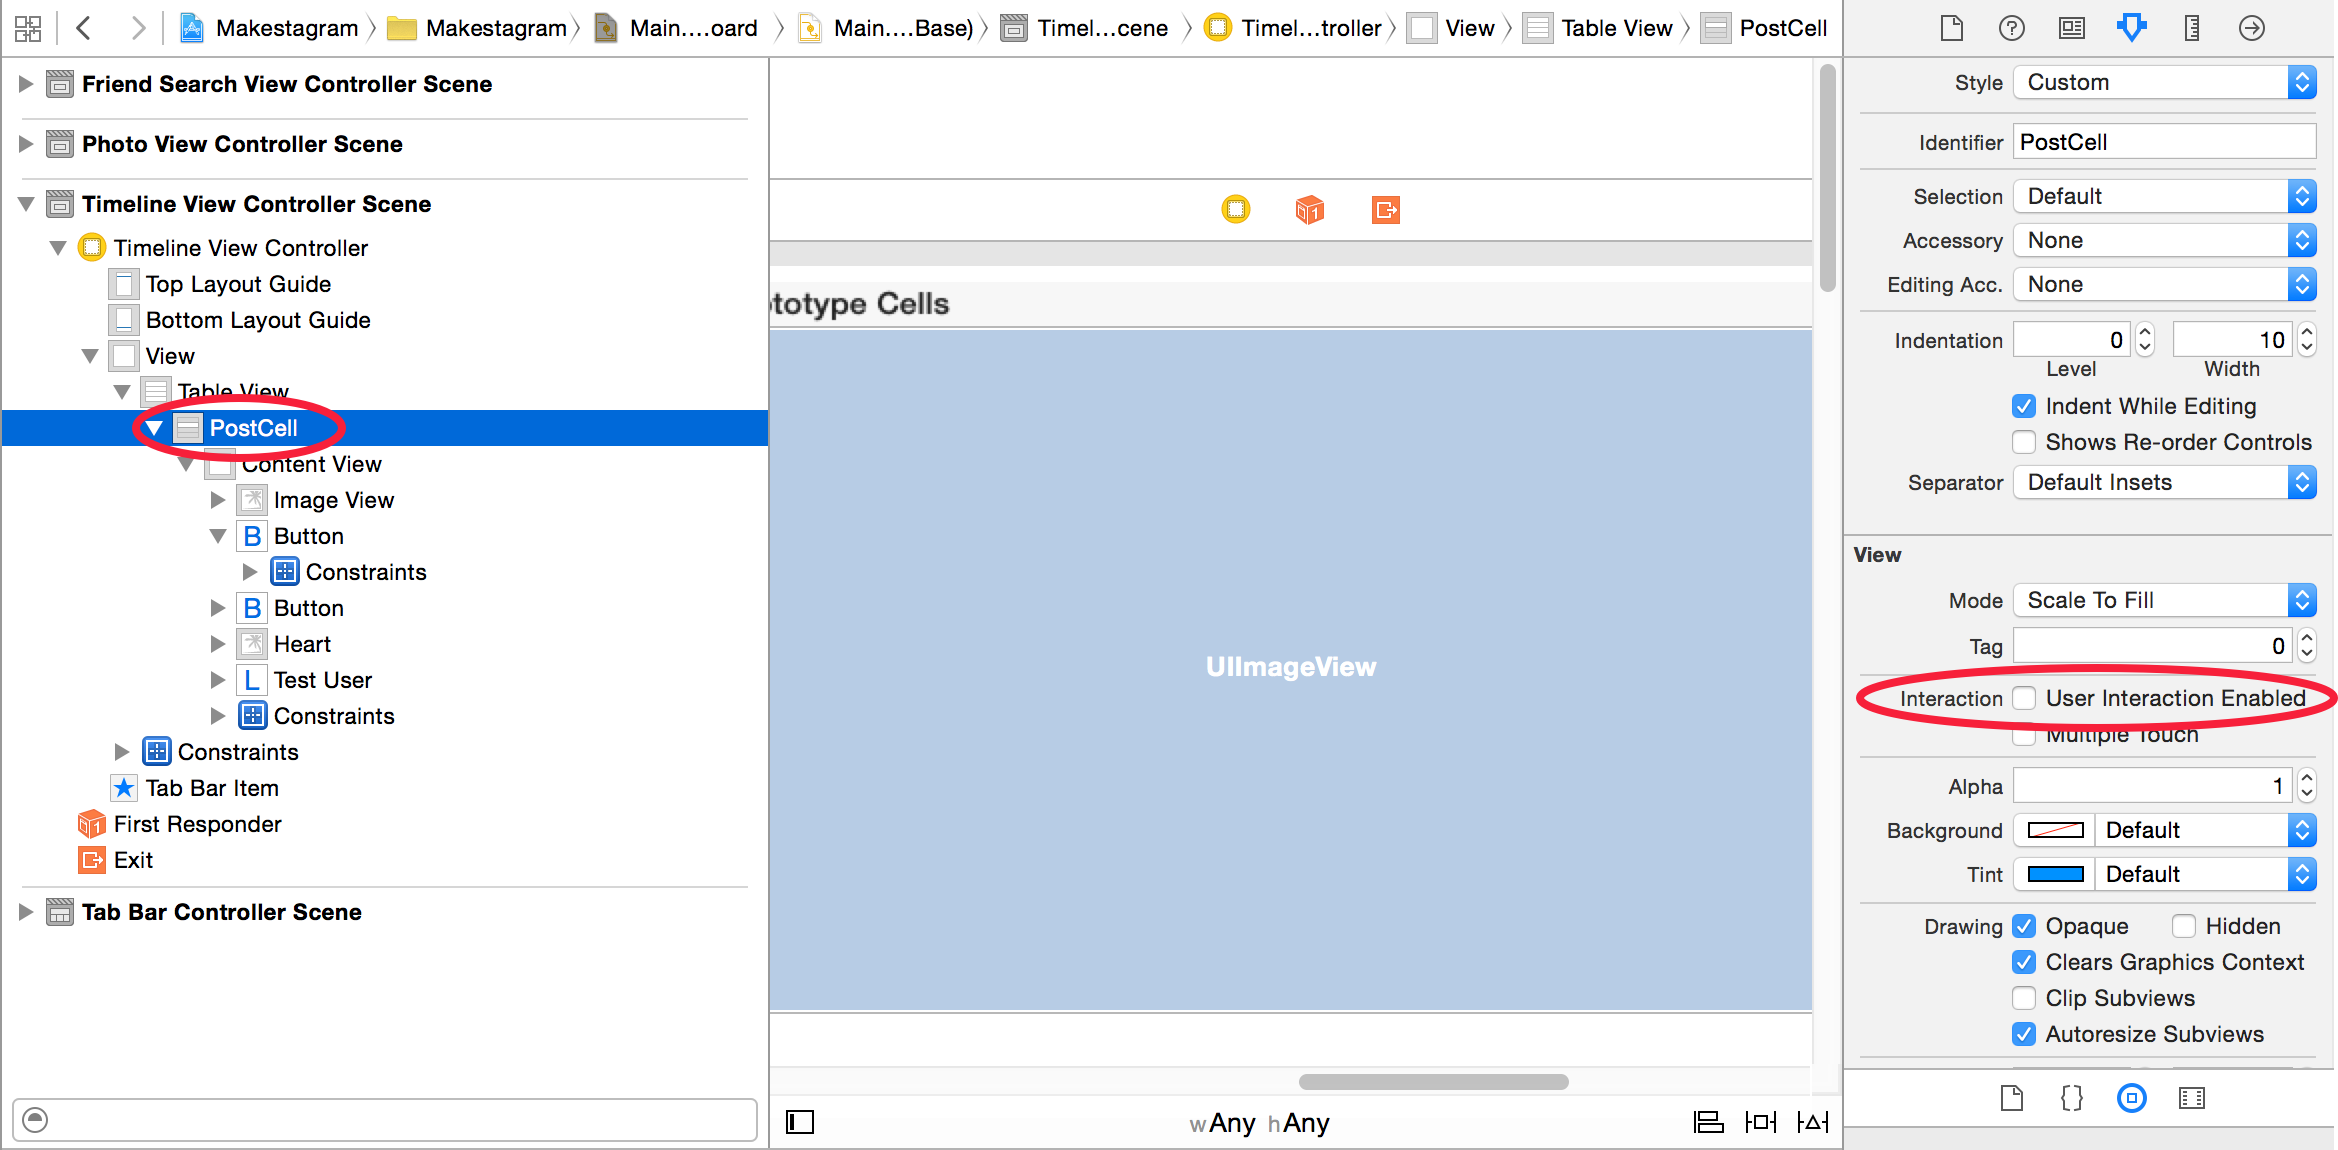 Makestagram
Makestagram
Main....oard
Main....Base)
Timel...cene
Timel...troller
View
Table View
PostCell
Friend Search View Controller Scene
Photo View Controller Scene
Timeline View Controller Scene
Timeline View Controller
Top Layout Guide
Bottom Layout Guide
View
Table View
PostCell
Content View
Image View
B Button
Constraints
B Button
Heart
L Test User
Constraints
Constraints
Tab Bar Item
First Responder
Exit
Tab Bar Controller Scene
totype Cells
UIImageView
wAny hAny
Style Custom
Identifier PostCell
Selection Default
Accessory None
Editing Acc. None
Indentation 0 10
Level Width
Indent While Editing
Shows Re-order Controls
Separator Default Insets
View
Mode Scale To Fill
Tag 0
Interaction User Interaction Enabled
Multiple Touch
Alpha 1
Background Default
Tint Default
Drawing Opaque Hidden
Clears Graphics Context
Clip Subviews
Autoresize Subviews